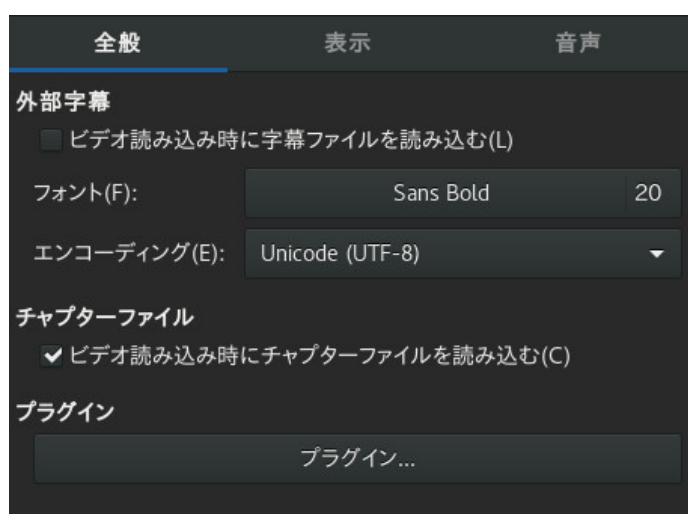 全般 表示 音声
外部字幕
ビデオ読み込み時に字幕ファイルを読み込む(L)
フォント(F): Sans Bold 20
エンコーディング(E): Unicode (UTF-8)
チャプターファイル
ビデオ読み込み時にチャプターファイルを読み込む(C)
プラグイン
プラグイン...